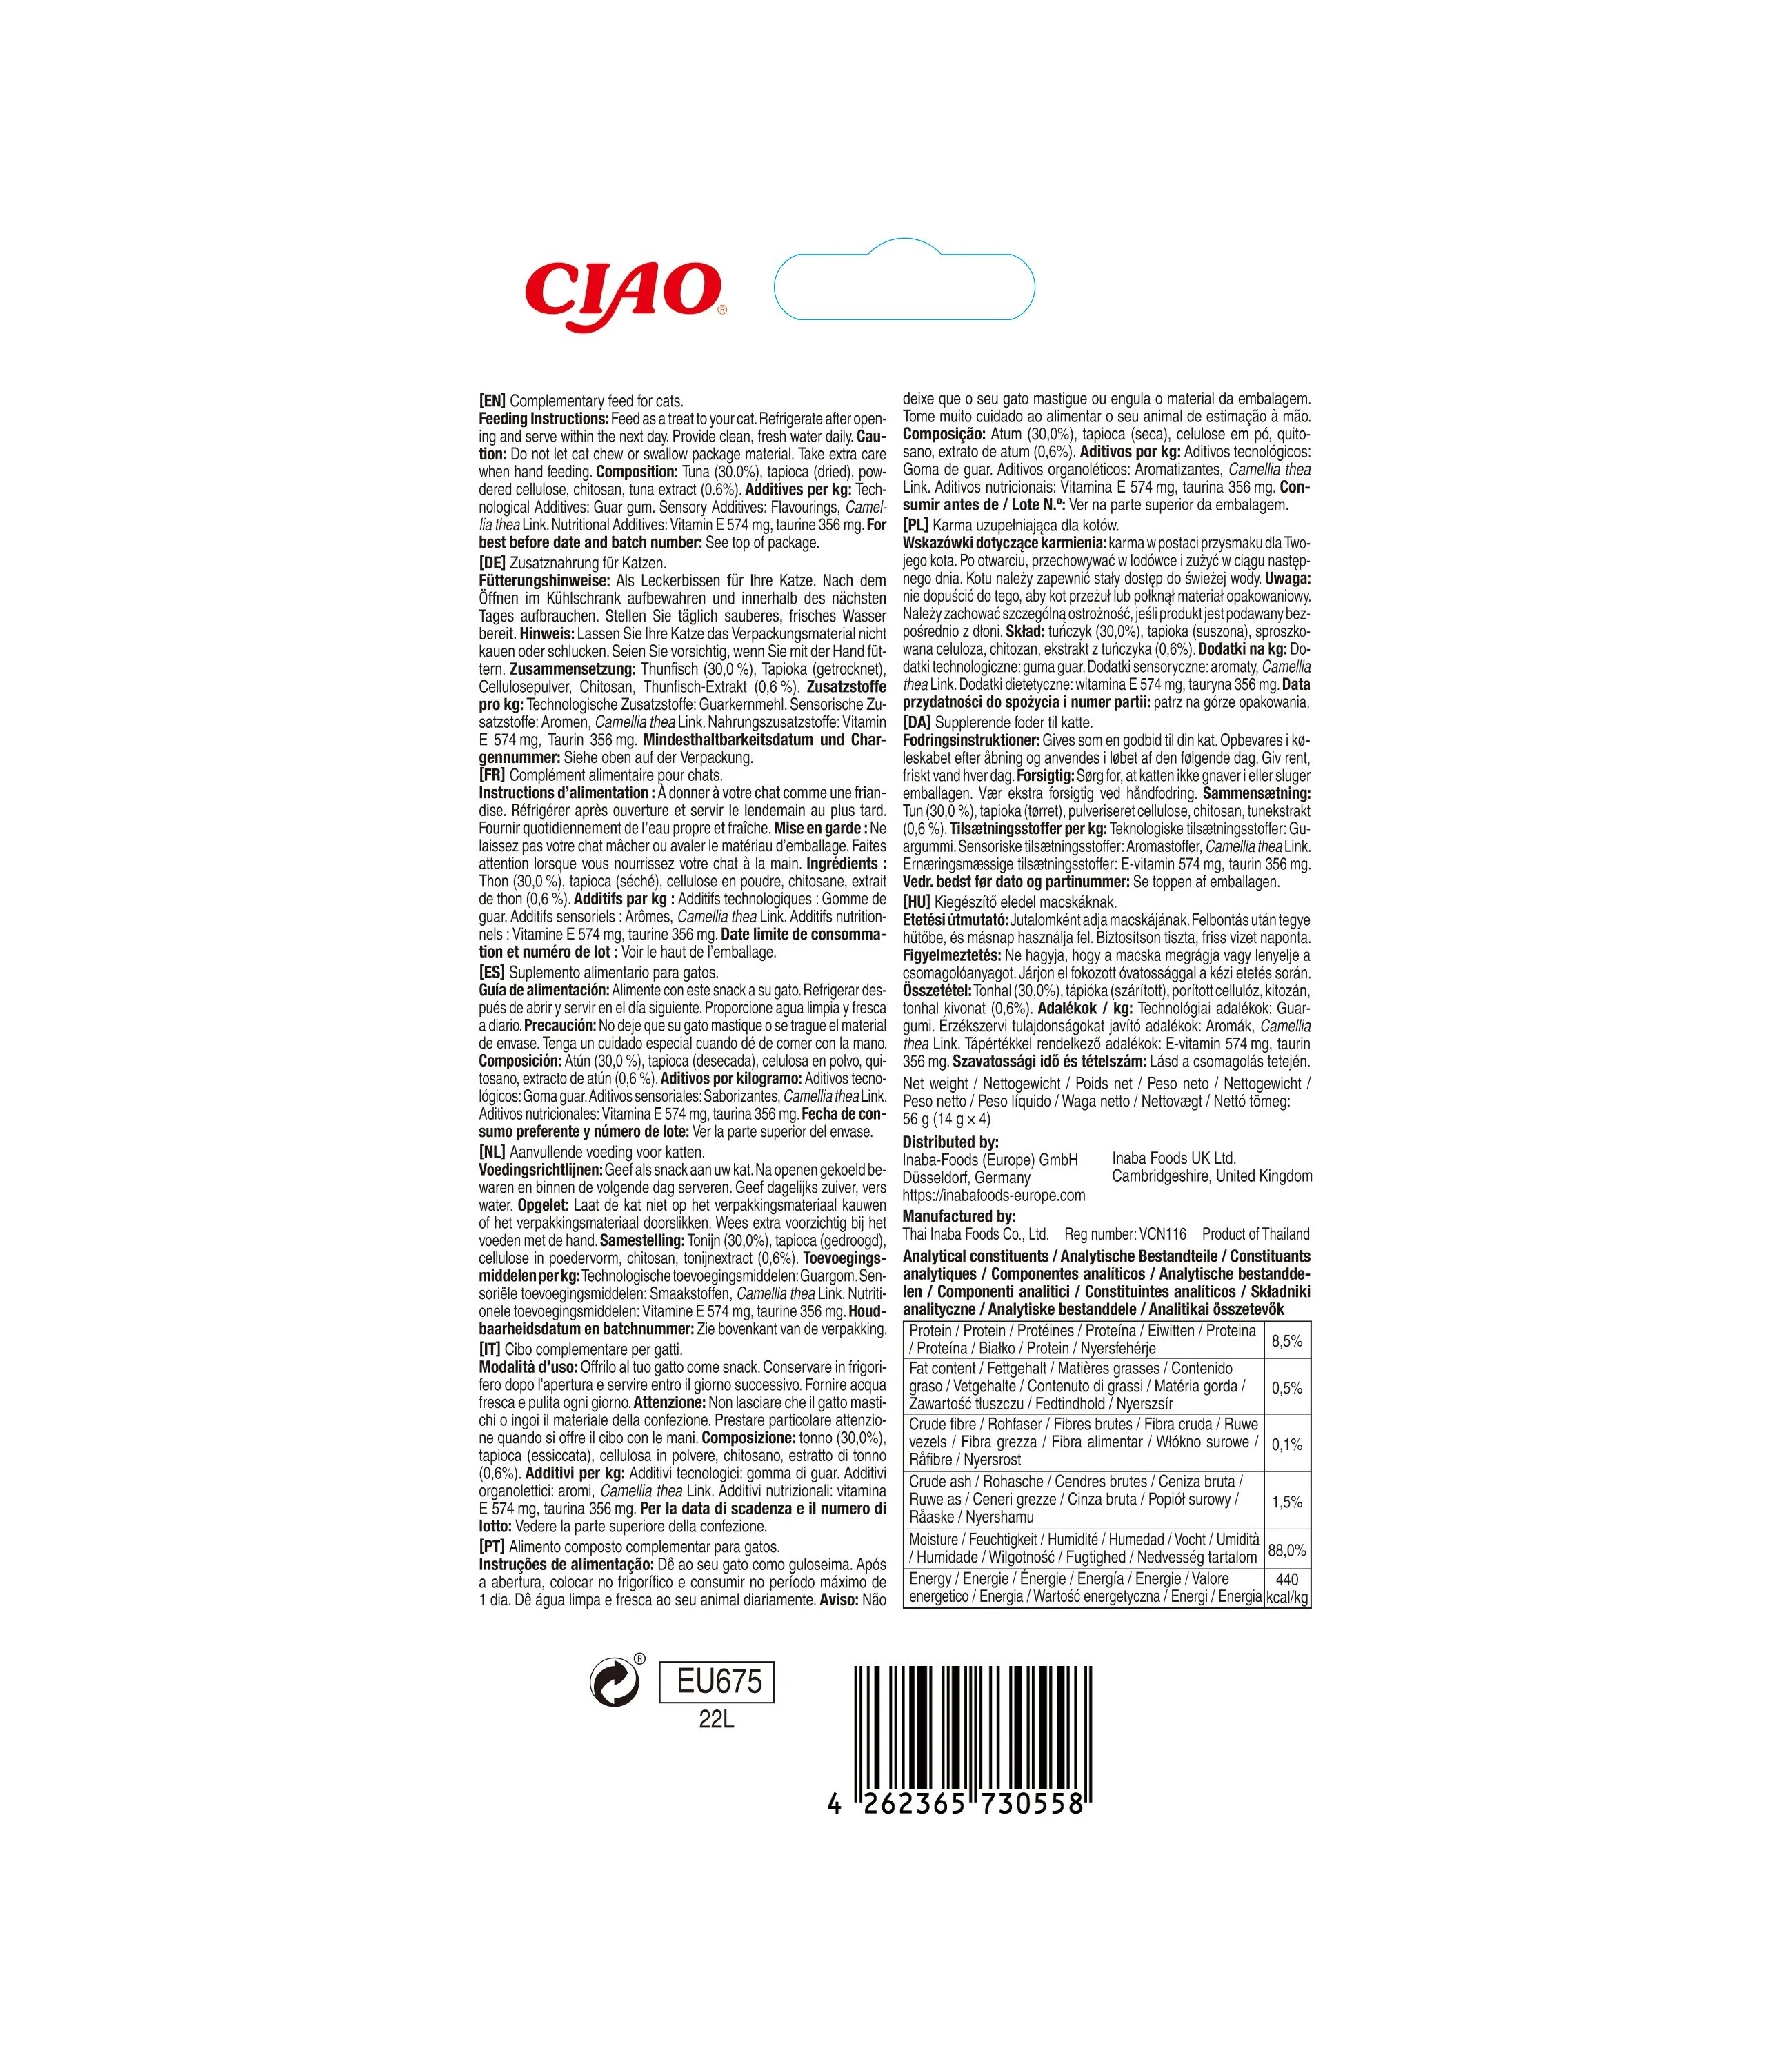 CIAO®
[EN] Complementary feed for cats.
Feeding Instructions: Feed as a treat to your cat. Refrigerate after open-
ing and serve within the next day. Provide clean, fresh water daily. Cau-
tion: Do not let cat chew or swallow package material. Take extra care
when hand feeding. Composition: Tuna (30.0%), tapioca (dried), pow-
dered cellulose, chitosan, tuna extract (0.6%). Additives per kg: Tech-
nological Additives: Guar gum. Sensory Additives: Flavourings, Camel-
lia thea Link. Nutritional Additives: Vitamin E 574 mg, taurine 356 mg. For
best before date and batch number: See top of package.
[DE] Zusatznahrung für Katzen.
Fütterungshinweise: Als Leckerbissen für Ihre Katze. Nach dem
Öffnen im Kühlschrank aufbewahren und innerhalb des nächsten
Tages aufbrauchen. Stellen Sie täglich sauberes, frisches Wasser
bereit. Hinweis: Lassen Sie Ihre Katze das Verpackungsmaterial nicht
kauen oder schlucken. Seien Sie vorsichtig, wenn Sie mit der Hand füt-
tern. Zusammensetzung: Thunfisch (30,0 %), Tapioka (getrocknet),
Cellulosepulver, Chitosan, Thunfisch-Extrakt (0,6 %). Zusatzstoffe
pro kg: Technologische Zusatzstoffe: Guarkernmehl. Sensorische Zu-
satzstoffe: Aromen, Camellia thea Link. Nahrungszusatzstoffe: Vitamin
E 574 mg, Taurin 356 mg. Mindesthaltbarkeitsdatum und Char-
gennummer: Siehe oben auf der Verpackung.
[FR] Complément alimentaire pour chats.
Instructions d’alimentation : À donner à votre chat comme une frian-
dise. Réfrigérer après ouverture et servir le lendemain au plus tard.
Fournir quotidiennement de l’eau propre et fraîche. Mise en garde : Ne
laissez pas votre chat mâcher ou avaler le matériau d’emballage. Faites
attention lorsque vous nourrissez votre chat à la main. Ingrédients :
Thon (30,0 %), tapioca (séché), cellulose en poudre, chitosane, extrait
de thon (0,6 %). Additifs par kg : Additifs technologiques : Gomme de
guar. Additifs sensoriels : Arômes, Camellia thea Link. Additifs nutrition-
nels : Vitamine E 574 mg, taurine 356 mg. Date limite de consomma-
tion et numéro de lot : Voir le haut de l’emballage.
[ES] Suplemento alimentario para gatos.
Guía de alimentación: Alimente con este snack a su gato. Refrigerar des-
pués de abrir y servir en el día siguiente. Proporcione agua limpia y fresca
a diario. Precaución: No deje que su gato mastique o se trague el material
de envase. Tenga un cuidado especial cuando dé de comer con la mano.
Composición: Atún (30,0 %), tapioca (desecada), celulosa en polvo, qui-
tosano, extracto de atún (0,6 %). Aditivos por kilogramo: Aditivos tecno-
lógicos: Goma guar. Aditivos sensoriales: Saborizantes, Camellia thea Link.
Aditivos nutricionales: Vitamina E 574 mg, taurina 356 mg. Fecha de con-
sumo preferente y número de lote: Ver la parte superior del envase.
[NL] Aanvullende voeding voor katten.
Voedingsrichtlijnen: Geef als snack aan uw kat. Na openen gekoeld be-
waren en binnen de volgende dag serveren. Geef dagelijks zuiver, vers
water. Opgelet: Laat de kat niet op het verpakkingsmateriaal kauwen
of het verpakkingsmateriaal doorslikken. Wees extra voorzichtig bij het
voeden met de hand. Samestelling: Tonijn (30,0%), tapioca (gedroogd),
cellulose in poedervorm, chitosan, tonijnextract (0,6%). Toevoegings-
middelen per kg: Technologische toevoegingsmiddelen: Guargom. Sen-
soriële toevoegingsmiddelen: Smaakstoffen, Camellia thea Link. Nutriti-
onele toevoegingsmiddelen: Vitamine E 574 mg, taurine 356 mg. Houd-
baarheidsdatum en batchnummer: Zie bovenkant van de verpakking.
[IT] Cibo complementare per gatti.
Modalità d’uso: Offrilo al tuo gatto come snack. Conservare in frigori-
fero dopo l'apertura e servire entro il giorno successivo. Fornire acqua
fresca e pulita ogni giorno. Attenzione: Non lasciare che il gatto masti-
chi o ingoi il materiale della confezione. Prestare particolare attenzio-
ne quando si offre il cibo con le mani. Composizione: tonno (30,0%),
tapioca (essiccata), cellulosa in polvere, chitosano, estratto di tonno
(0,6%). Additivi per kg: Additivi tecnologici: gomma di guar. Additivi
organolettici: aromi, Camellia thea Link. Additivi nutrizionali: vitamina
E 574 mg, taurina 356 mg. Per la data di scadenza e il numero di
lotto: Vedere la parte superiore della confezione.
[PT] Alimento composto complementar para gatos.
Instruções de alimentação: Dê ao seu gato como guloseima. Após
a abertura, colocar no frigorífico e consumir no período máximo de
1 dia. Dê água limpa e fresca ao seu animal diariamente. Aviso: Não
deixe que o seu gato mastigue ou engula o material da embalagem.
Tome muito cuidado ao alimentar o seu animal de estimação à mão.
Composição: Atum (30,0%), tapioca (seca), celulose em pó, quito-
sano, extrato de atum (0,6%). Aditivos por kg: Aditivos tecnológicos:
Goma de guar. Aditivos organoléticos: Aromatizantes, Camellia thea
Link. Aditivos nutricionais: Vitamina E 574 mg, taurina 356 mg. Con-
sumir antes de / Lote N.º: Ver na parte superior da embalagem.
[PL] Karma uzupełniająca dla kotów.
Wskazówki dotyczące karmienia: karma w postaci przysmaku dla Two-
jego kota. Po otwarciu, przechowywać w lodówce i zużyć w ciągu następ-
nego dnia. Kotu należy zapewnić stały dostęp do świeżej wody. Uwaga:
nie dopuścić do tego, aby kot przeżuł lub połknął materiał opakowaniowy.
Należy zachować szczególną ostrożność, jeśli produkt jest podawany bez-
pośrednio z dłoni. Skład: tuńczyk (30,0%), tapioka (suszona), sproszko-
wana celuloza, chitozan, ekstrakt z tuńczyka (0,6%). Dodatki na kg: Do-
datki technologiczne: guma guar. Dodatki sensoryczne: aromaty, Camellia
thea Link. Dodatki dietetyczne: witamina E 574 mg, tauryna 356 mg. Data
przydatności do spożycia i numer partii: patrz na górze opakowania.
[DA] Supplerende foder til katte.
Fodringsinstruktioner: Gives som en godbid til din kat. Opbevares i kø-
leskabet efter åbning og anvendes i løbet af den følgende dag. Giv rent,
friskt vand hver dag. Forsigtig: Sørg for, at katten ikke gnaver i eller sluger
emballagen. Vær ekstra forsigtig ved håndfodring. Sammensætning:
Tun (30,0 %), tapioka (tørret), pulveriseret cellulose, chitosan, tunekstrakt
(0,6 %). Tilsætningsstoffer per kg: Teknologiske tilsætningsstoffer: Gu-
argummi. Sensoriske tilsætningsstoffer: Aromastoffer, Camellia thea Link.
Ernæringsmæssige tilsætningsstoffer: E-vitamin 574 mg, taurin 356 mg.
Vedr. bedst før dato og partinummer: Se toppen af emballagen.
[HU] Kiegészítő eledel macskáknak.
Etetési útmutató: Jutalomként adja macskájának. Felbontás után tegye
hűtőbe, és másnap használja fel. Biztosítson tiszta, friss vizet naponta.
Figyelmeztetés: Ne hagyja, hogy a macska megrágja vagy lenyelje a
csomagolóanyagot. Járjon el fokozott óvatossággal a kézi etetés során.
Összetétel: Tonhal (30,0%), tápióka (szárított), porított cellulóz, kitozán,
tonhal kivonat (0,6%). Adalékok / kg: Technológiai adalékok: Guar-
gumi. Érzékszervi tulajdonságokat javító adalékok: Aromák, Camellia
thea Link. Tápértékkel rendelkező adalékok: E-vitamin 574 mg, taurin
356 mg. Szavatossági idő és tételszám: Lásd a csomagolás tetején.
Net weight / Nettogewicht / Poids net / Peso neto / Nettogewicht /
Peso netto / Peso líquido / Waga netto / Nettovægt / Nettó tömeg:
56 g (14 g × 4)
Distributed by:
Inaba-Foods (Europe) GmbH
Düsseldorf, Germany
https://inabafoods-europe.com
Inaba Foods UK Ltd.
Cambridgeshire, United Kingdom
Manufactured by:
Thai Inaba Foods Co., Ltd. Reg number: VCN116 Product of Thailand
Analytical constituents / Analytische Bestandteile / Constituants
analytiques / Componentes analíticos / Analytische bestandde-
len / Componenti analitici / Constituintes analíticos / Składniki
analityczne / Analytiske bestanddele / Analitikai összetevők
Protein / Protein / Protéines / Proteína / Eiwitten / Proteina
/ Proteína / Białko / Protein / Nyersfehérje
8,5%
Fat content / Fettgehalt / Matières grasses / Contenido
graso / Vetgehalte / Contenuto di grassi / Matéria gorda /
Zawartość tłuszczu / Fedtindhold / Nyerszsír
0,5%
Crude fibre / Rohfaser / Fibres brutes / Fibra cruda / Ruwe
vezels / Fibra grezza / Fibra alimentar / Włókno surowe /
Råfibre / Nyersrost
0,1%
Crude ash / Rohasche / Cendres brutes / Ceniza bruta /
Ruwe as / Ceneri grezze / Cinza bruta / Popiół surowy /
Råaske / Nyershamu
1,5%
Moisture / Feuchtigkeit / Humidité / Humedad / Vocht / Umidità
/ Humidade / Wilgotność / Fugtighed / Nedvesség tartalom
88,0%
Energy / Energie / Énergie / Energía / Energie / Valore
energetico / Energia / Wartość energetyczna / Energi / Energia
440
kcal/kg
®
EU675
22L
4 262365 730558